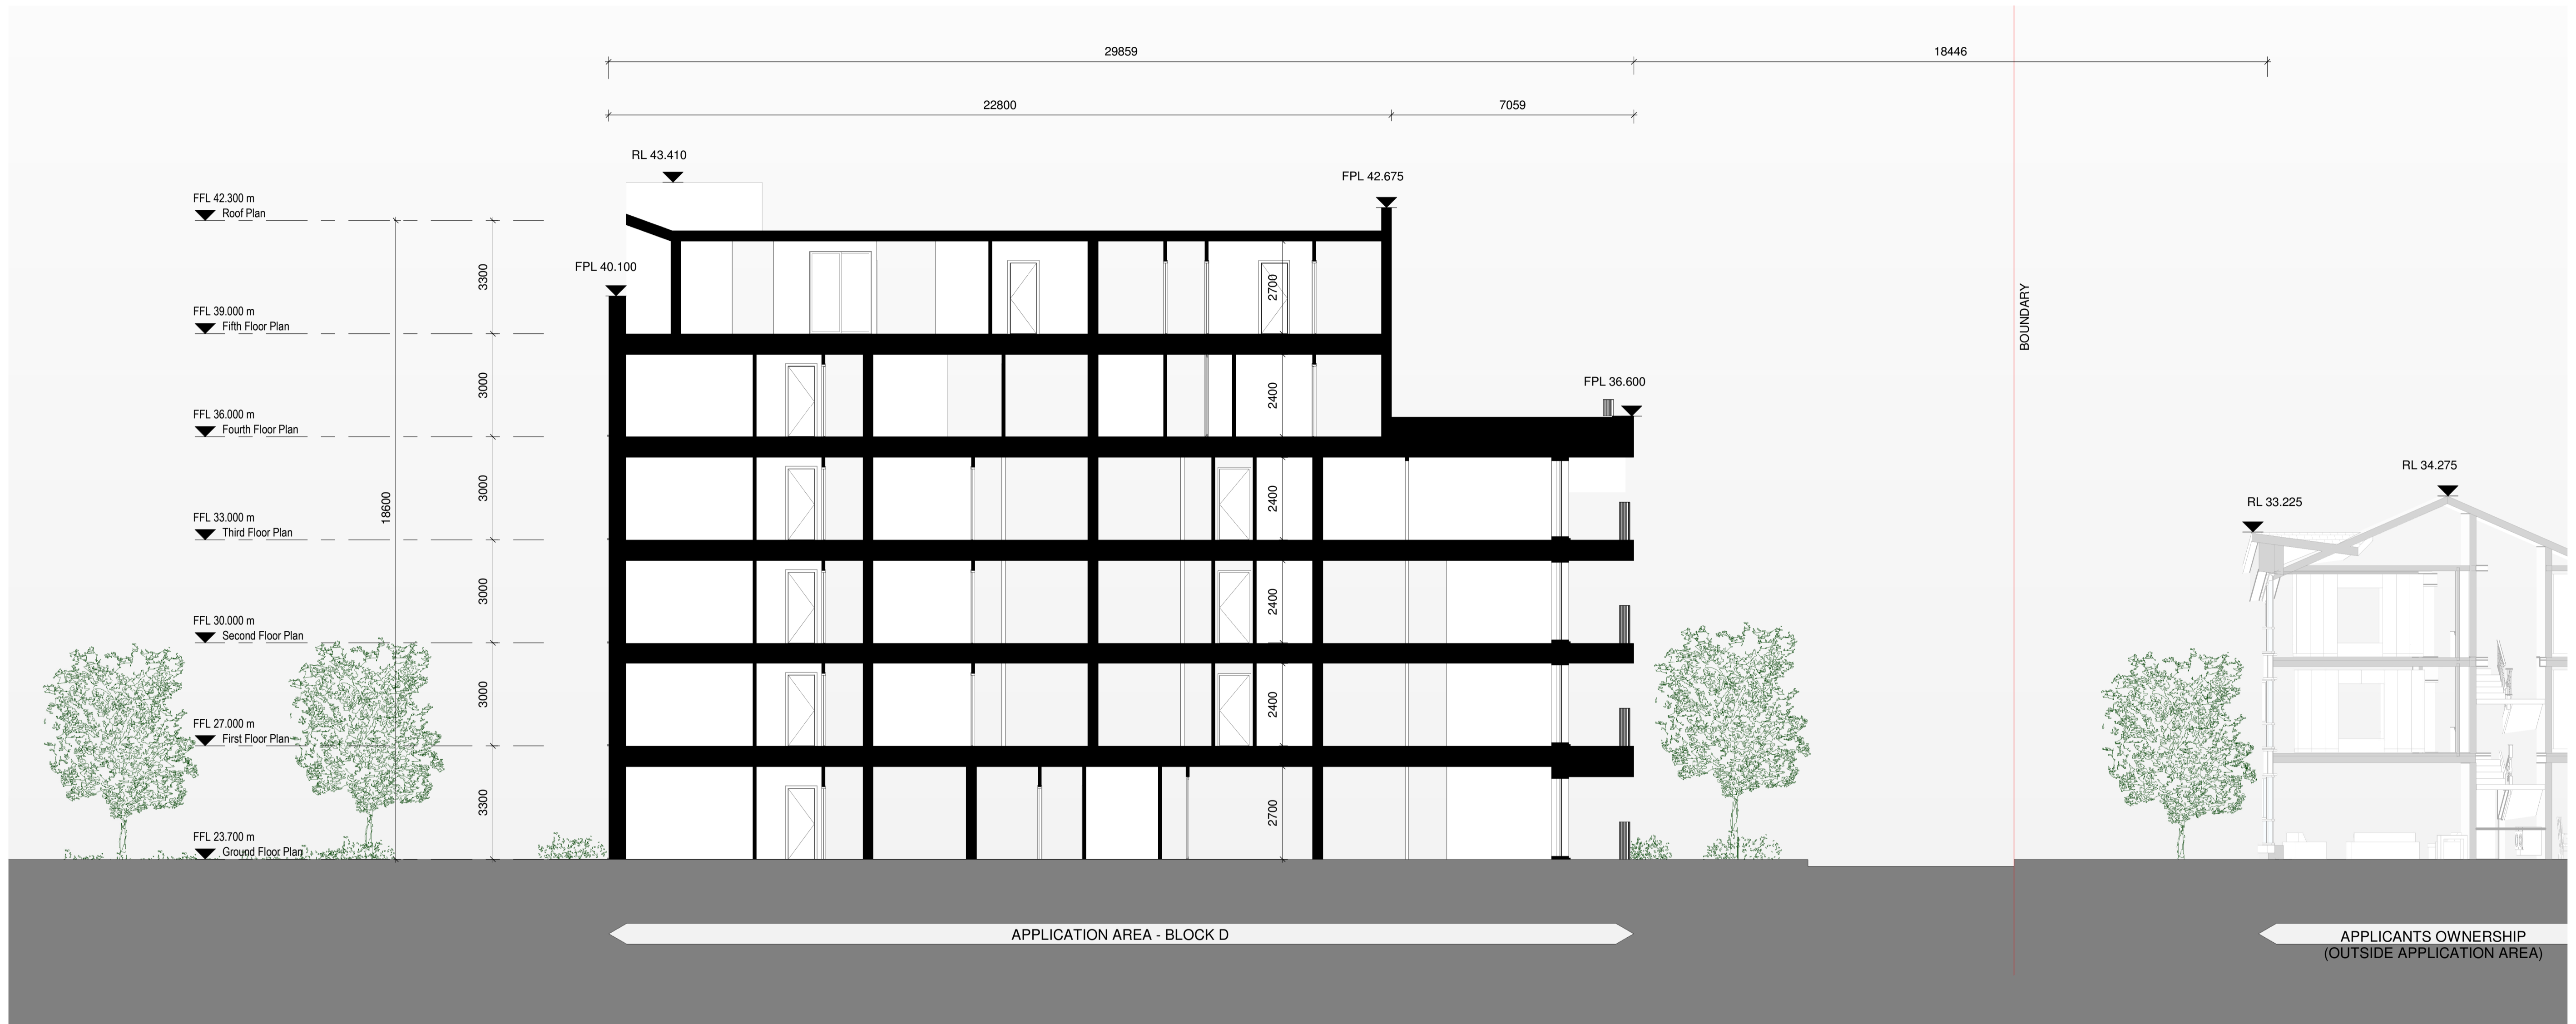 29859
18446
22800
7059
RL 43.410
FPL 42.675
FFL 42.300 m
Roof Plan
FPL 40.100
3300
2700
FFL 39.000 m
Fifth Floor Plan
BOUNDARY
3000
2400
FPL 36.600
FFL 36.000 m
Fourth Floor Plan
RL 34.275
RL 33.225
18600
3000
2400
FFL 33.000 m
Third Floor Plan
3000
2400
FFL 30.000 m
Second Floor Plan
3000
2400
FFL 27.000 m
First Floor Plan
3300
2700
FFL 23.700 m
Ground Floor Plan
APPLICATION AREA - BLOCK D
APPLICANTS OWNERSHIP
(OUTSIDE APPLICATION AREA)